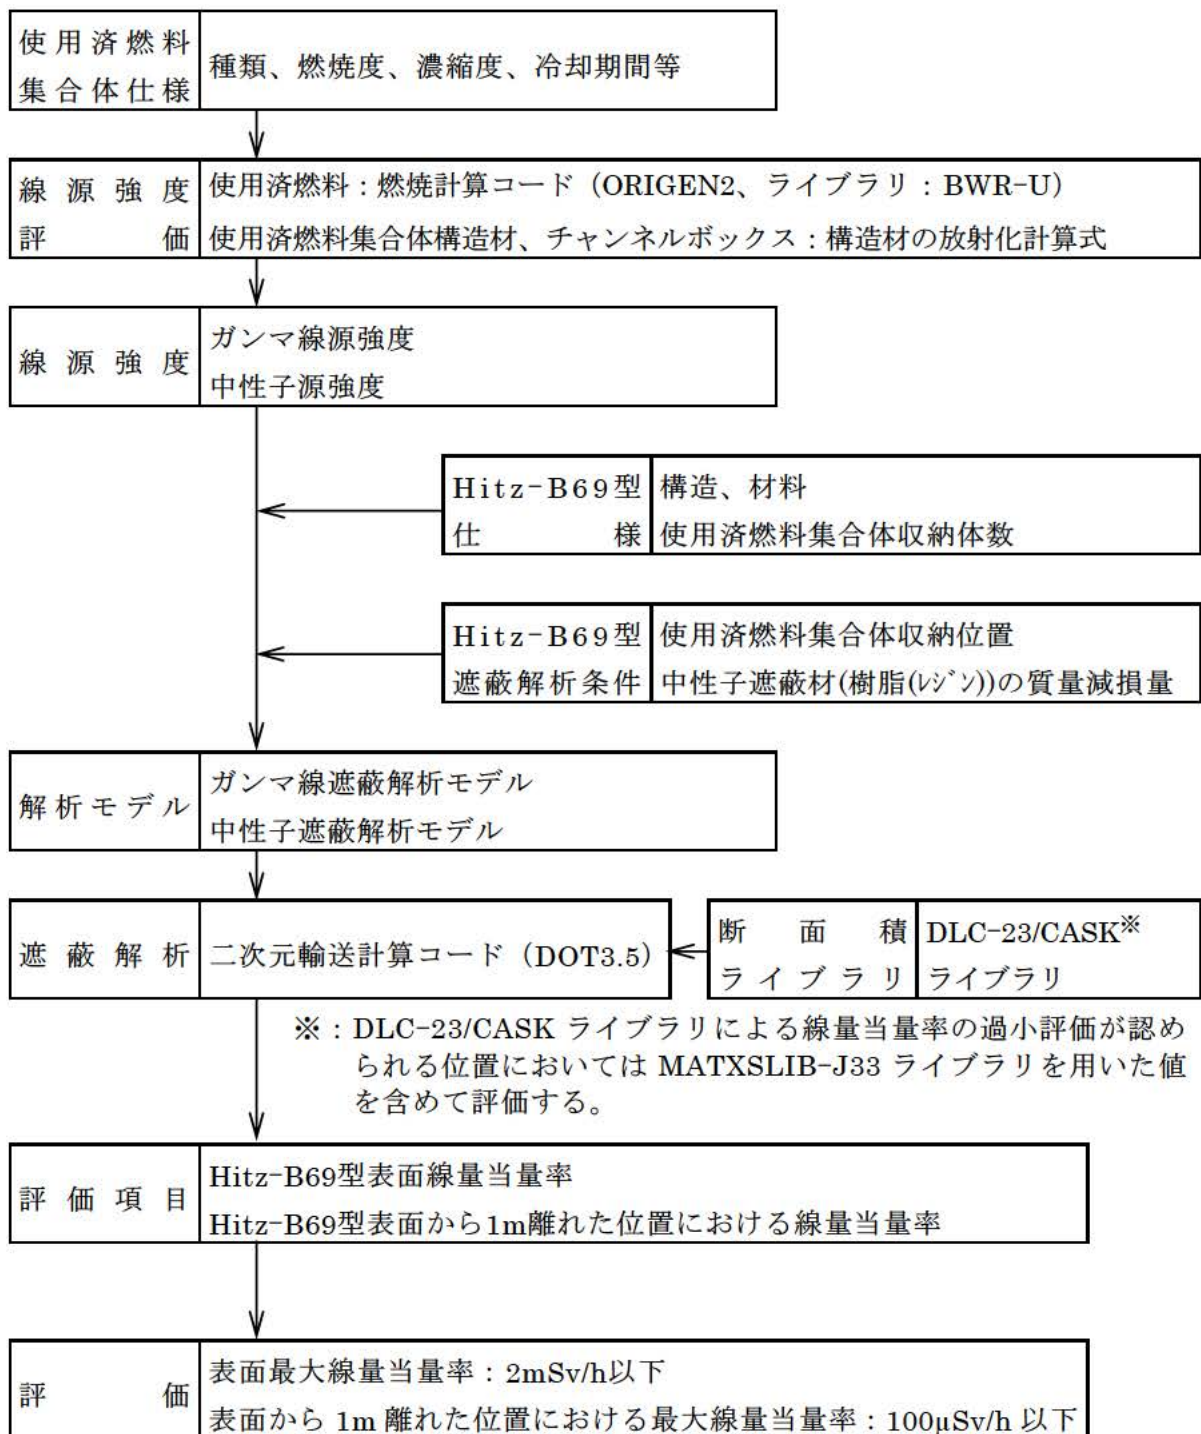 使用済燃料
集合体仕様
種類、燃焼度、濃縮度、冷却期間等
線源強度
評価
使用済燃料：燃焼計算コード（ORIGEN2、ライブラリ：BWR-U）
使用済燃料集合体構造材、チャンネルボックス：構造材の放射化計算式
線源強度
ガンマ線源強度
中性子源強度
Hitz-B69型
仕様
構造、材料
使用済燃料集合体収納体数
Hitz-B69型
遮蔽解析条件
使用済燃料集合体収納位置
中性子遮蔽材(樹脂(ﾚｼﾞﾝ))の質量減損量
解析モデル
ガンマ線遮蔽解析モデル
中性子遮蔽解析モデル
遮蔽解析
二次元輸送計算コード（DOT3.5）
断面積
ライブラリ
DLC-23/CASK※
ライブラリ
※：DLC-23/CASK ライブラリによる線量当量率の過小評価が認め
られる位置においては MATXSLIB-J33 ライブラリを用いた値
を含めて評価する。
評価項目
Hitz-B69型表面線量当量率
Hitz-B69型表面から1m離れた位置における線量当量率
評価
表面最大線量当量率：2mSv/h以下
表面から 1m 離れた位置における最大線量当量率：100μSv/h 以下